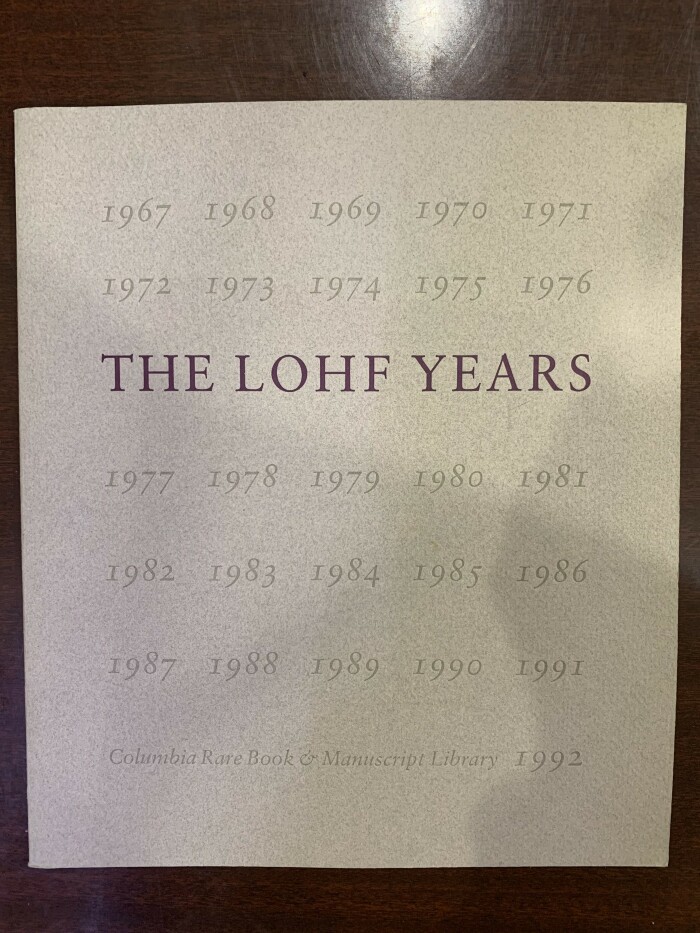 1967 1968 1969 1970 1971
1972 1973 1974 1975 1976
THE LOHF YEARS
1977 1978 1979 1980 1981
1982 1983 1984 1985 1986
1987 1988 1989 1990 1991
Columbia Rare Book & Manuscript Library 1992